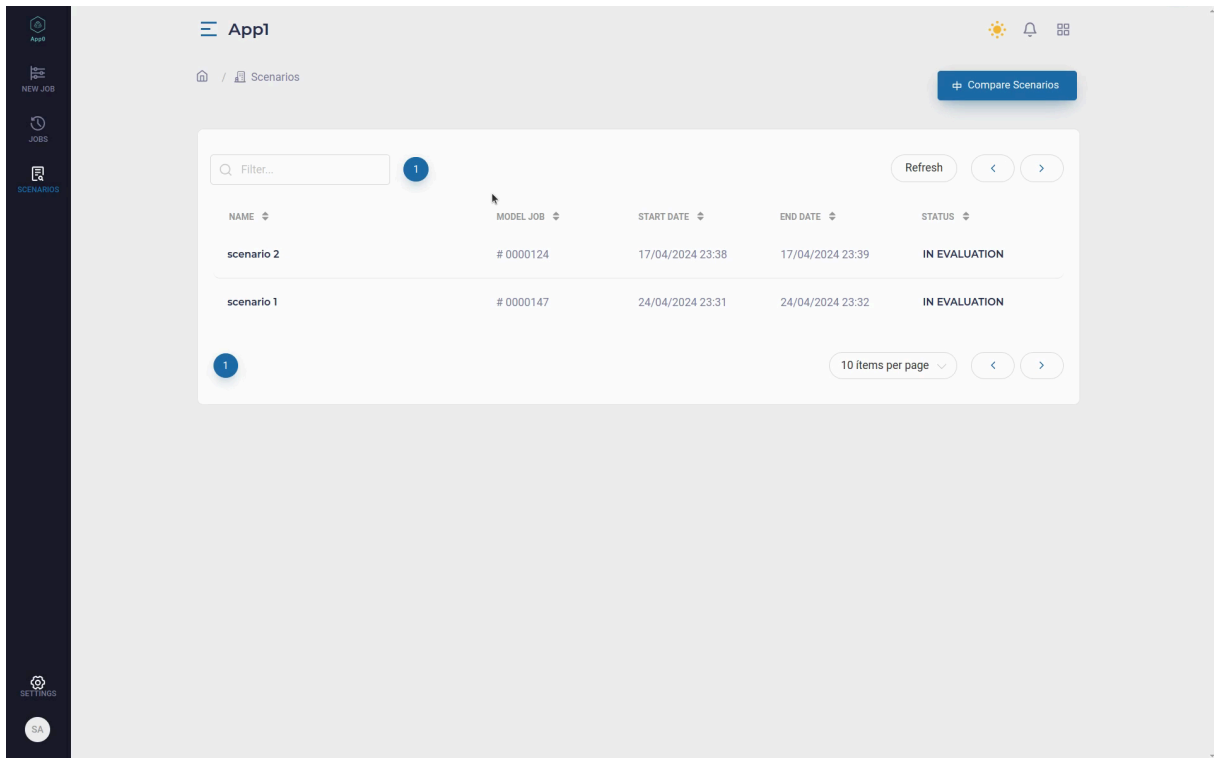 App0
NEW JOB
JOBS
SCENARIOS
SETTINGS
SA
App1
/ Scenarios
Compare Scenarios
Filter...
1
Refresh
NAME MODEL JOB START DATE END DATE STATUS
scenario 2 # 0000124 17/04/2024 23:38 17/04/2024 23:39 IN EVALUATION
scenario 1 # 0000147 24/04/2024 23:31 24/04/2024 23:32 IN EVALUATION
1
10 ítems per page